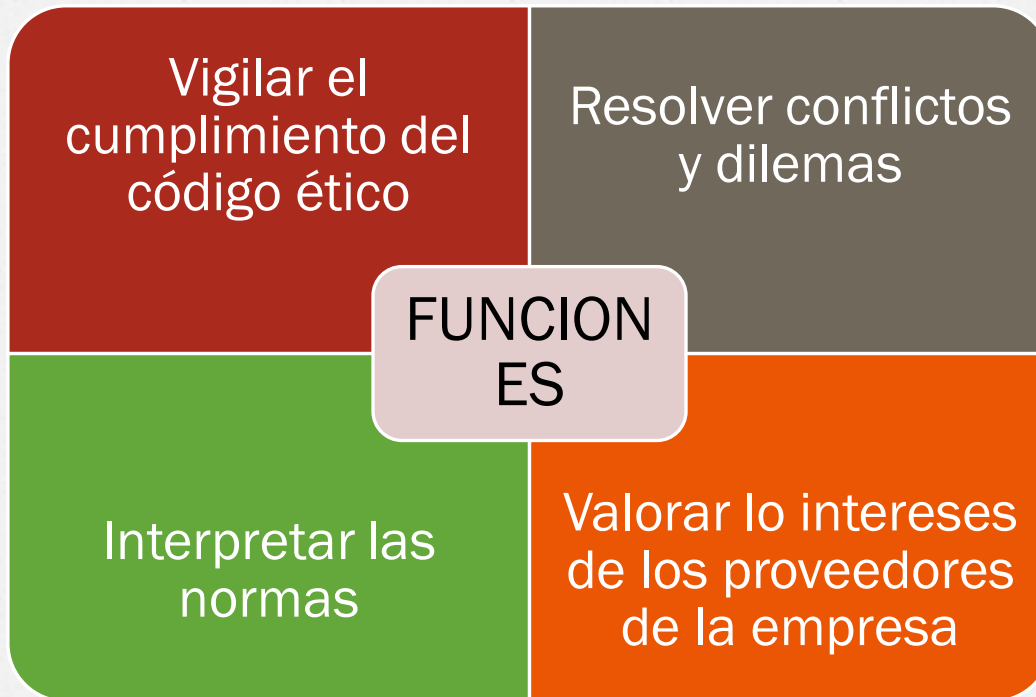 Vigilar el
cumplimiento del
código ético
Resolver conflictos
y dilemas
FUNCION
ES
Interpretar las
normas
Valorar lo intereses
de los proveedores
de la empresa